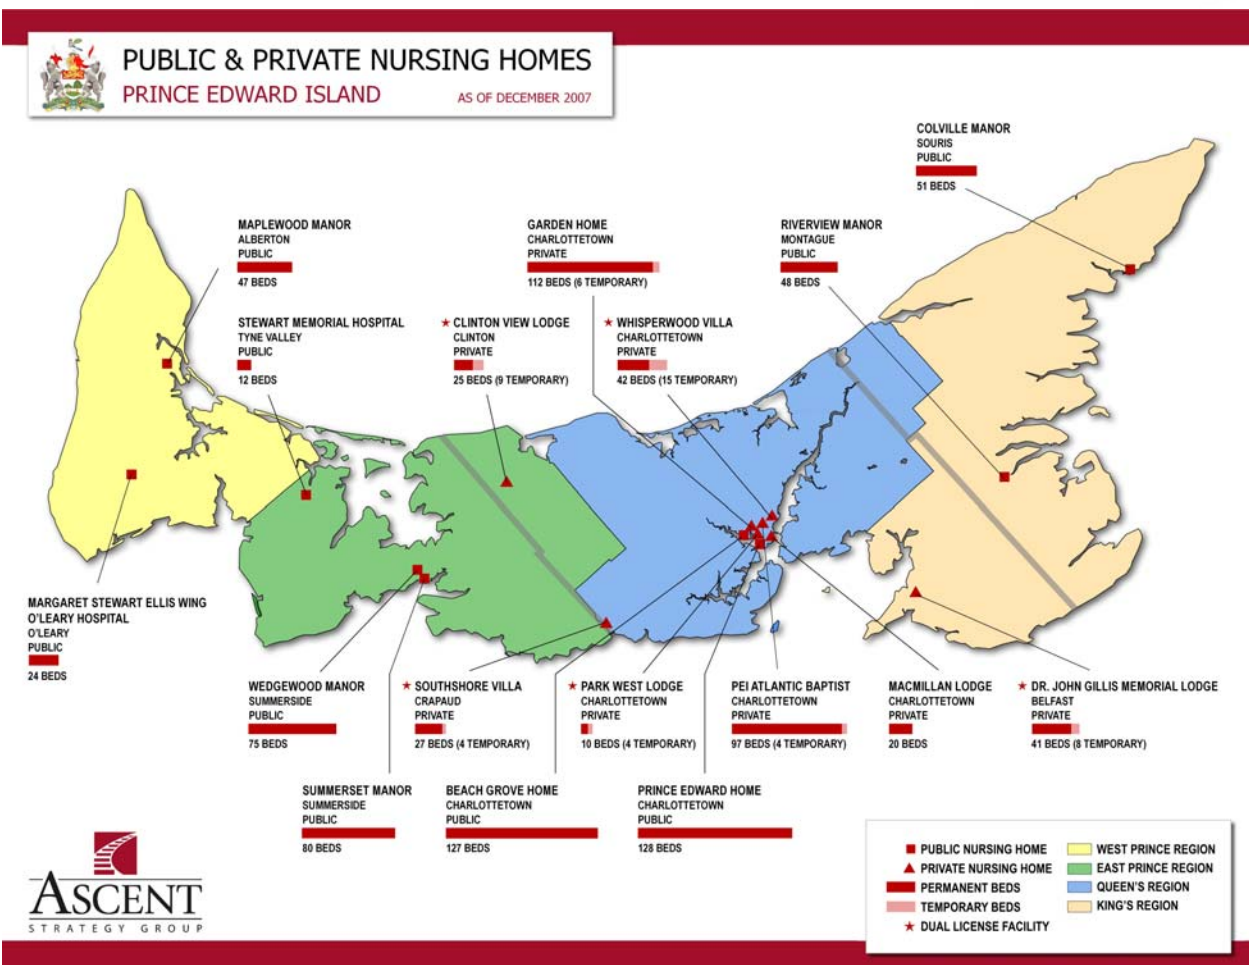 PUBLIC & PRIVATE NURSING HOMES
PRINCE EDWARD ISLAND
AS OF DECEMBER 2007
COLVILLE MANOR
SOURIS
PUBLIC
51 BEDS
MAPLEWOOD MANOR
ALBERTON
PUBLIC
47 BEDS
GARDEN HOME
CHARLOTTETOWN
PRIVATE
112 BEDS (6 TEMPORARY)
RIVERVIEW MANOR
MONTAGUE
PUBLIC
48 BEDS
STEWART MEMORIAL HOSPITAL
TYNE VALLEY
PUBLIC
12 BEDS
★ CLINTON VIEW LODGE
CLINTON
PRIVATE
25 BEDS (9 TEMPORARY)
★ WHISPERWOOD VILLA
CHARLOTTETOWN
PRIVATE
42 BEDS (15 TEMPORARY)
MARGARET STEWART ELLIS WING
O'LEARY HOSPITAL
O'LEARY
PUBLIC
24 BEDS
WEDGEWOOD MANOR
SUMMERSIDE
PUBLIC
75 BEDS
★ SOUTHSHORE VILLA
CRAPAUD
PRIVATE
27 BEDS (4 TEMPORARY)
★ PARK WEST LODGE
CHARLOTTETOWN
PRIVATE
10 BEDS (4 TEMPORARY)
PEI ATLANTIC BAPTIST
CHARLOTTETOWN
PRIVATE
97 BEDS (4 TEMPORARY)
MACMILLAN LODGE
CHARLOTTETOWN
PRIVATE
20 BEDS
★ DR. JOHN GILLIS MEMORIAL LODGE
BELFAST
PRIVATE
41 BEDS (8 TEMPORARY)
SUMMERSET MANOR
SUMMERSIDE
PUBLIC
80 BEDS
BEACH GROVE HOME
CHARLOTTETOWN
PUBLIC
127 BEDS
PRINCE EDWARD HOME
CHARLOTTETOWN
PUBLIC
128 BEDS
PUBLIC NURSING HOME
PRIVATE NURSING HOME
PERMANENT BEDS
TEMPORARY BEDS
★ DUAL LICENSE FACILITY
WEST PRINCE REGION
EAST PRINCE REGION
QUEEN'S REGION
KING'S REGION
ASCENT
STRATEGY GROUP